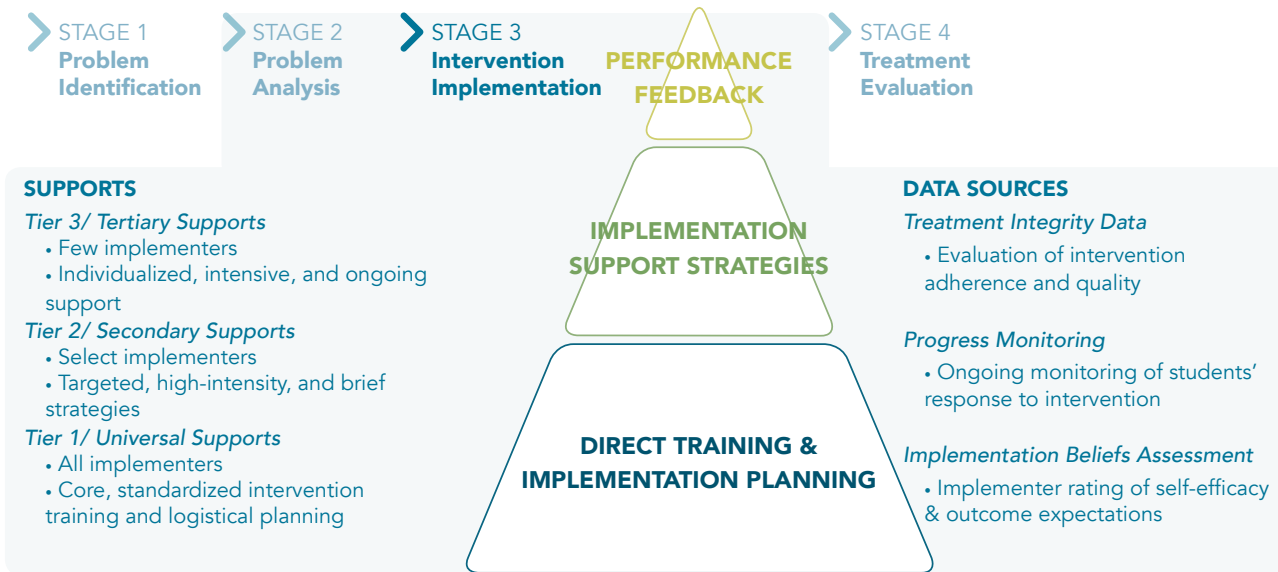 STAGE 1
Problem
Identification
STAGE 2
Problem
Analysis
STAGE 3
Intervention
Implementation
STAGE 4
Treatment
Evaluation
PERFORMANCE
FEEDBACK
IMPLEMENTATION
SUPPORT STRATEGIES
DIRECT TRAINING &
IMPLEMENTATION PLANNING
SUPPORTS
Tier 3/ Tertiary Supports
• Few implementers
• Individualized, intensive, and ongoing
support
Tier 2/ Secondary Supports
• Select implementers
• Targeted, high-intensity, and brief
strategies
Tier 1/ Universal Supports
• All implementers
• Core, standardized intervention
training and logistical planning
DATA SOURCES
Treatment Integrity Data
• Evaluation of intervention
adherence and quality
Progress Monitoring
• Ongoing monitoring of students’
response to intervention
Implementation Beliefs Assessment
• Implementer rating of self-efficacy
& outcome expectations